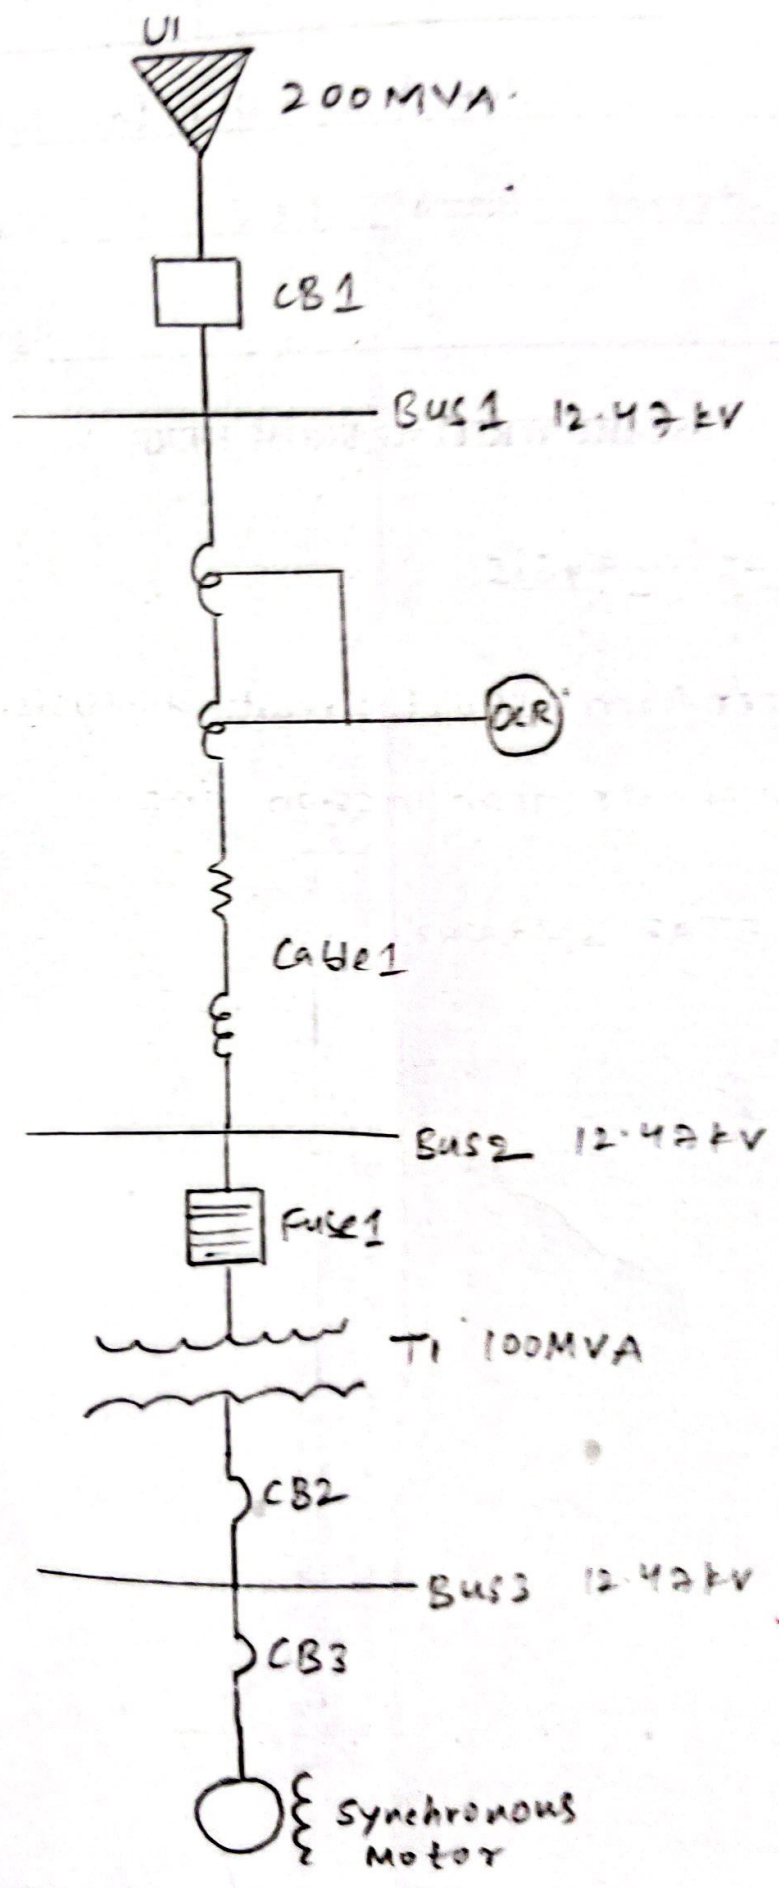 U1
200MVA
CB1
Bus1 12.47kV
OCR
Cable1
Bus2 12.47kV
Fuse1
T1 100MVA
CB2
Bus3 12.47kV
CB3
Synchronous
Motor